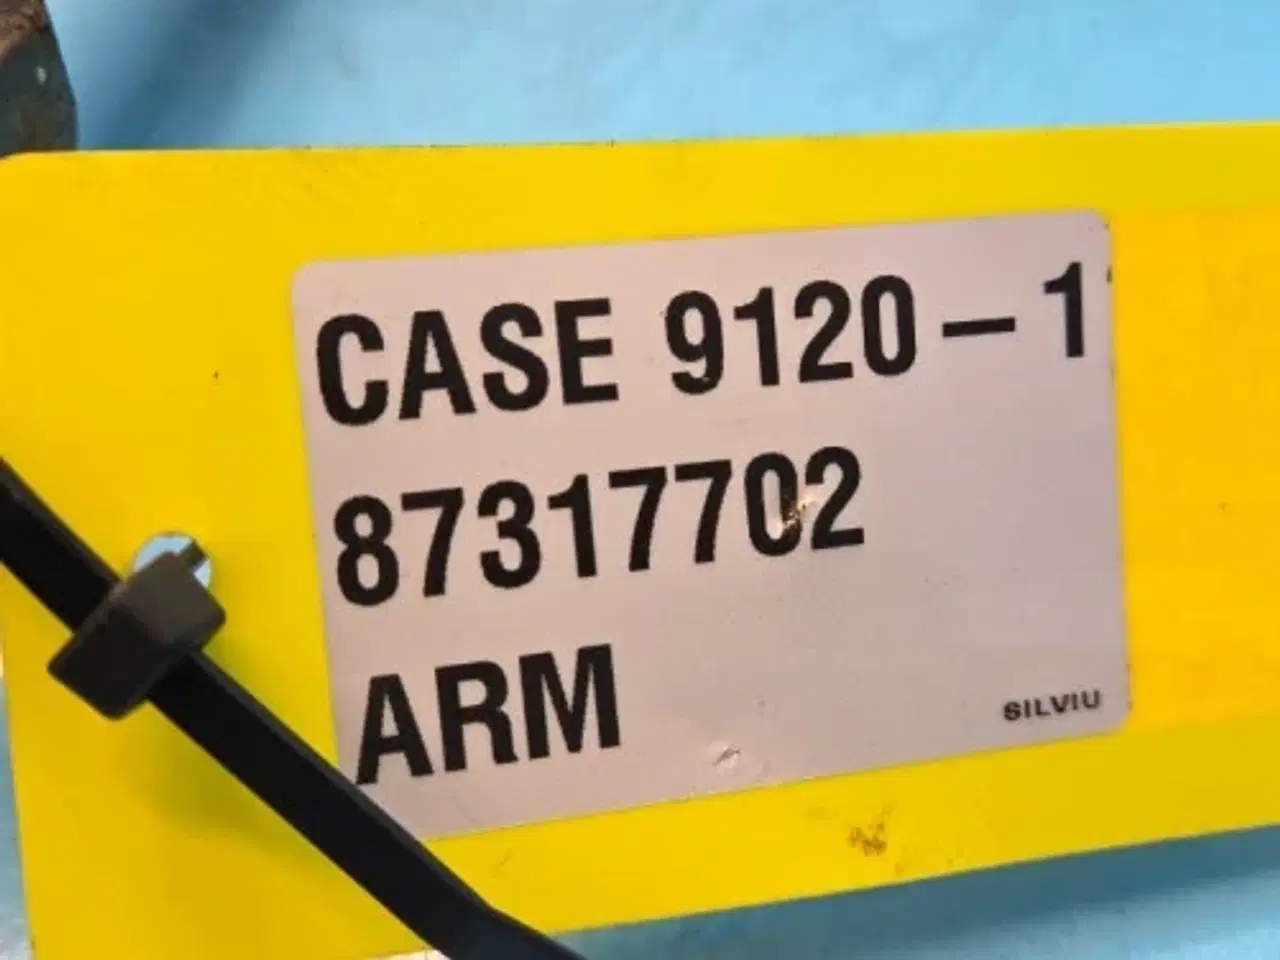 CASE 9120 – 1
87317702
ARM
SILVIU